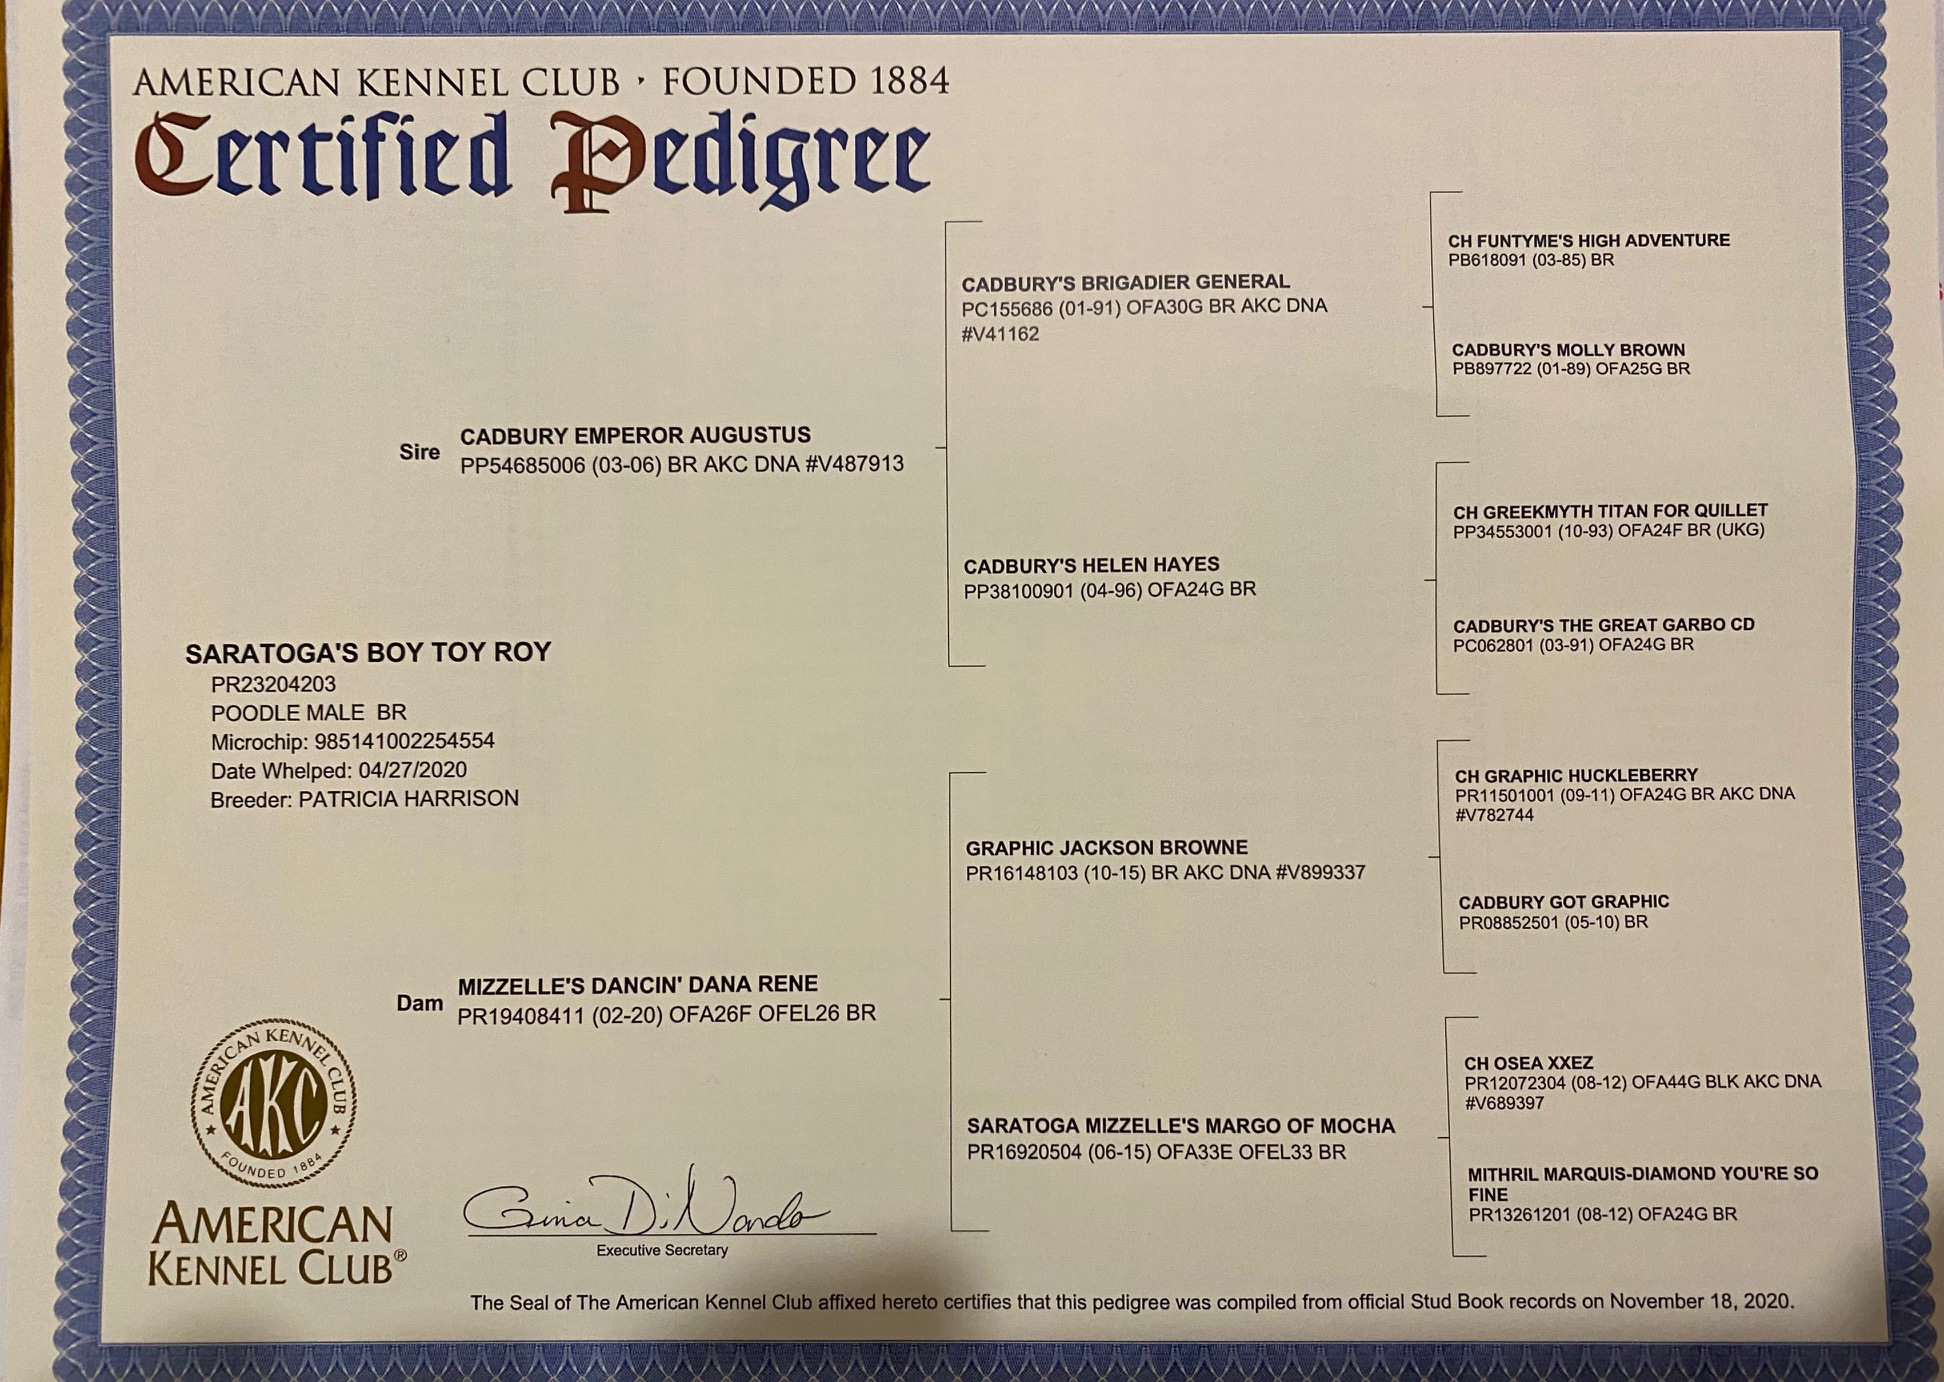 AMERICAN KENNEL CLUB · FOUNDED 1884
Certified Pedigree
CH FUNTYME'S HIGH ADVENTURE
PB618091 (03-85) BR
CADBURY'S BRIGADIER GENERAL
PC155686 (01-91) OFA30G BR AKC DNA
#V41162
CADBURY'S MOLLY BROWN
PB897722 (01-89) OFA25G BR
Sire
CADBURY EMPEROR AUGUSTUS
PP54685006 (03-06) BR AKC DNA #V487913
CH GREEKMYTH TITAN FOR QUILLET
PP34553001 (10-93) OFA24F BR (UKG)
CADBURY'S HELEN HAYES
PP38100901 (04-96) OFA24G BR
CADBURY'S THE GREAT GARBO CD
PC062801 (03-91) OFA24G BR
SARATOGA'S BOY TOY ROY
PR23204203
POODLE MALE BR
Microchip: 985141002254554
Date Whelped: 04/27/2020
Breeder: PATRICIA HARRISON
CH GRAPHIC HUCKLEBERRY
PR11501001 (09-11) OFA24G BR AKC DNA
#V782744
GRAPHIC JACKSON BROWNE
PR16148103 (10-15) BR AKC DNA #V899337
CADBURY GOT GRAPHIC
PR08852501 (05-10) BR
Dam
MIZZELLE'S DANCIN' DANA RENE
PR19408411 (02-20) OFA26F OFEL26 BR
CH OSEA XXEZ
PR12072304 (08-12) OFA44G BLK AKC DNA
#V689397
SARATOGA MIZZELLE'S MARGO OF MOCHA
PR16920504 (06-15) OFA33E OFEL33 BR
MITHRIL MARQUIS-DIAMOND YOU'RE SO
FINE
PR13261201 (08-12) OFA24G BR
AMERICAN KENNEL CLUB
AKC
FOUNDED 1884
AMERICAN
KENNEL CLUB®
Gina DiNardo
Executive Secretary
The Seal of The American Kennel Club affixed hereto certifies that this pedigree was compiled from official Stud Book records on November 18, 2020.